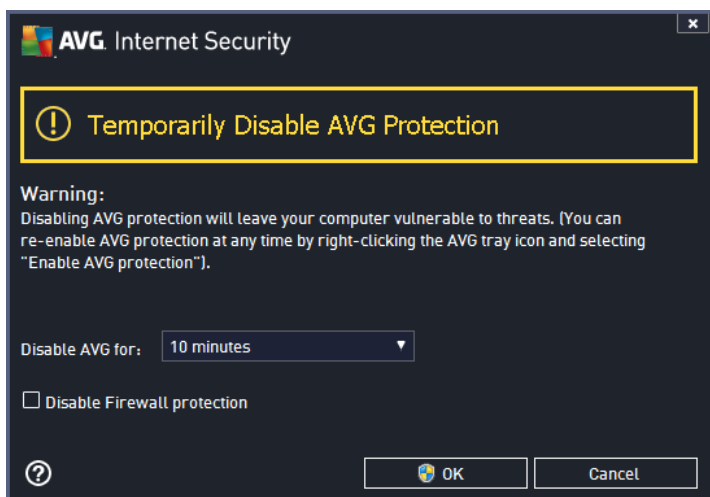 AVG. Internet Security
Temporarily Disable AVG Protection
Warning:
Disabling AVG protection will leave your computer vulnerable to threats. (You can
re-enable AVG protection at any time by right-clicking the AVG tray icon and selecting
"Enable AVG protection").
Disable AVG for: 10 minutes
Disable Firewall protection
OK Cancel